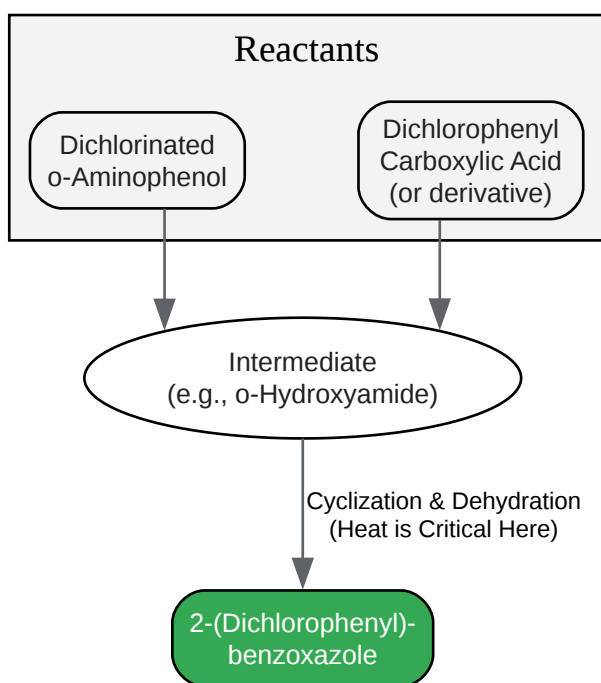 Reactants
Dichlorinated
o-Aminophenol
Dichlorophenyl
Carboxylic Acid
(or derivative)
Intermediate
(e.g., o-Hydroxyamide)
Cyclization & Dehydration
(Heat is Critical Here)
2-(Dichlorophenyl)-
benzoxazole